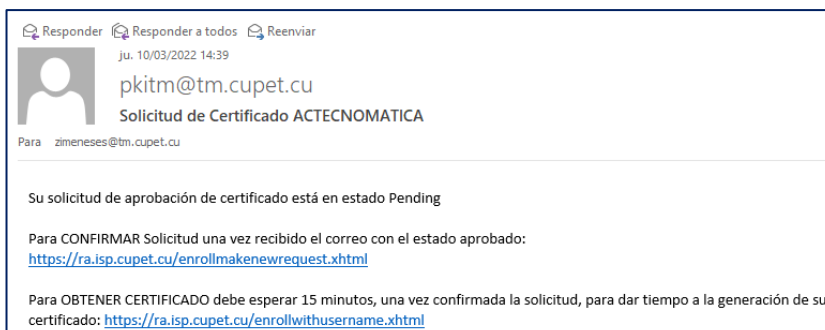 Responder Responder a todos Reenviar
ju. 10/03/2022 14:39
pkitm@tm.cupet.cu
Solicitud de Certificado ACTECNOMATICA
Para zimeneses@tm.cupet.cu
Su solicitud de aprobación de certificado está en estado Pending
Para CONFIRMAR Solicitud una vez recibido el correo con el estado aprobado:
https://ra.isp.cupet.cu/enrollmakenewrequest.xhtml
Para OBTENER CERTIFICADO debe esperar 15 minutos, una vez confirmada la solicitud, para dar tiempo a la generación de su
certificado: https://ra.isp.cupet.cu/enrollwithusername.xhtml